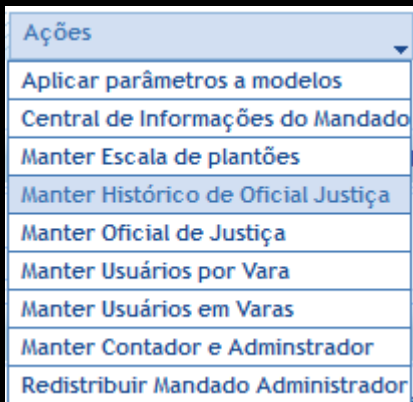 Ações
Aplicar parâmetros a modelos
Central de Informações do Mandado
Manter Escala de plantões
Manter Histórico de Oficial Justiça
Manter Oficial de Justiça
Manter Usuários por Vara
Manter Usuários em Varas
Manter Contador e Adminstrador
Redistribuir Mandado Administrador